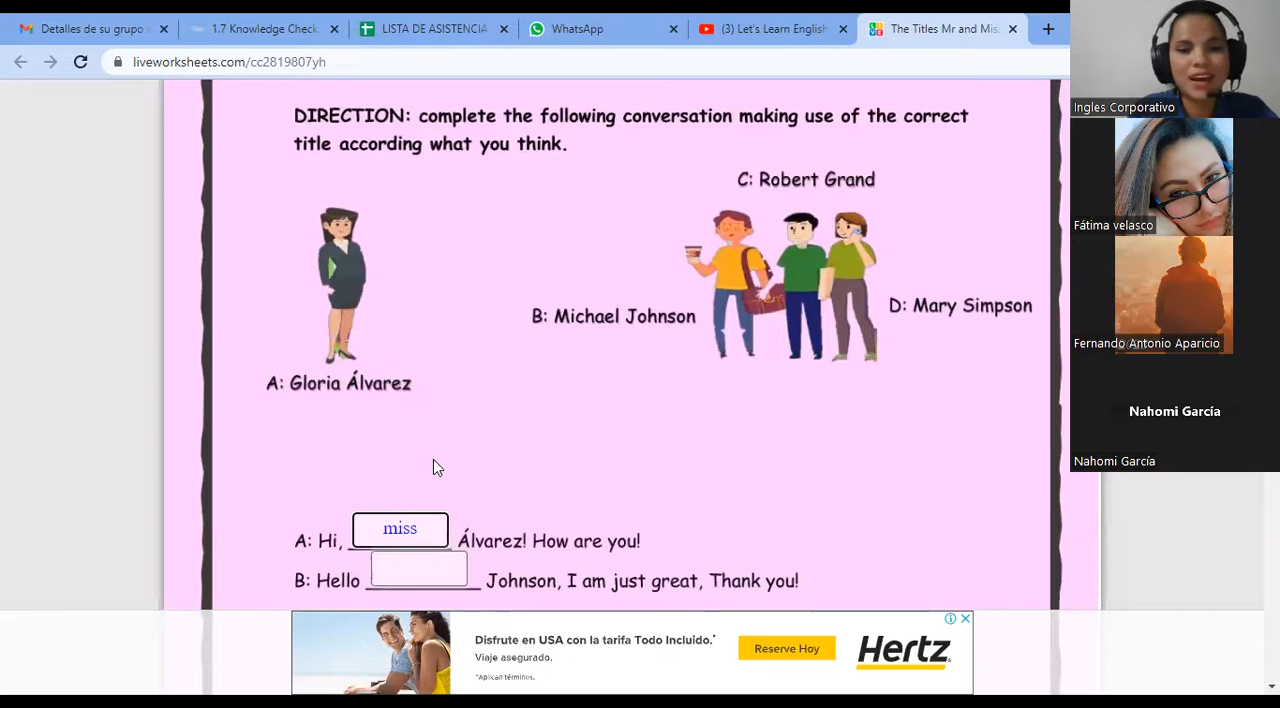 Detalles de su grupo
1.7 Knowledge Check
LISTA DE ASISTENCIA
WhatsApp
(3) Let's Learn English
The Titles Mr and Mis
liveworksheets.com/cc2819807yh
DIRECTION: complete the following conversation making use of the correct
title according what you think.
C: Robert Grand
B: Michael Johnson
D: Mary Simpson
A: Gloria Álvarez
A: Hi, miss Álvarez! How are you!
B: Hello Johnson, I am just great, Thank you!
Disfrute en USA con la tarifa Todo Incluido.*
Viaje asegurado.
*Aplican términos.
Reserve Hoy
Hertz
Ingles Corporativo
Fátima velasco
Fernando Antonio Aparicio
Nahomi García
Nahomi García